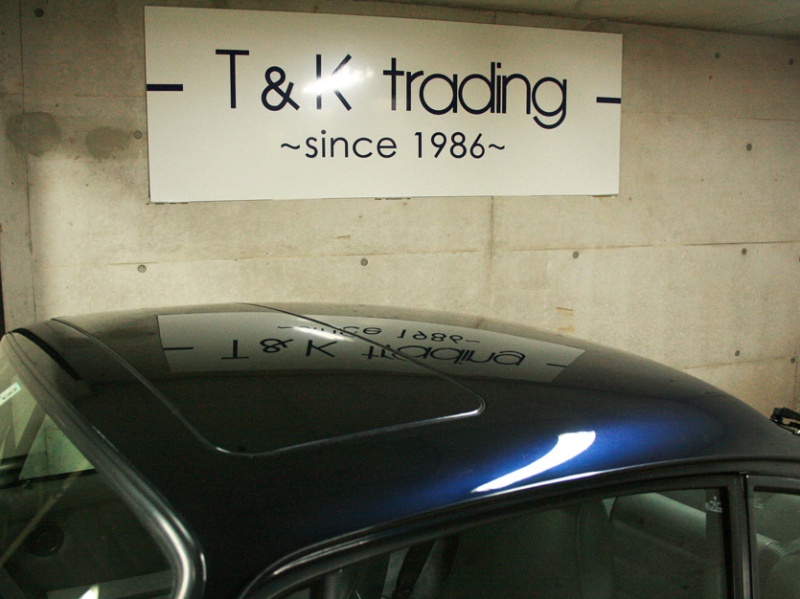 - T & K trading -
~since 1986~